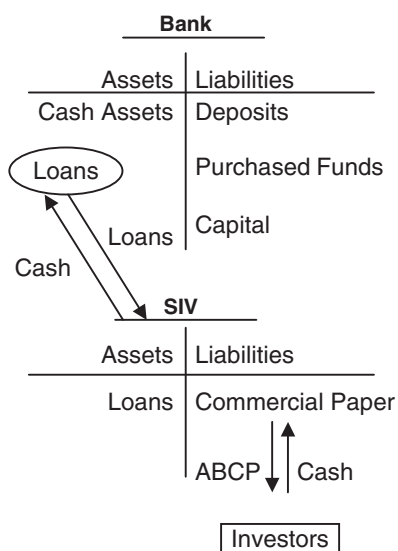 Bank
Assets Liabilities
Cash Assets Deposits
Loans Purchased Funds
Loans Capital
Cash
SIV
Assets Liabilities
Loans Commercial Paper
ABCP Cash
Investors